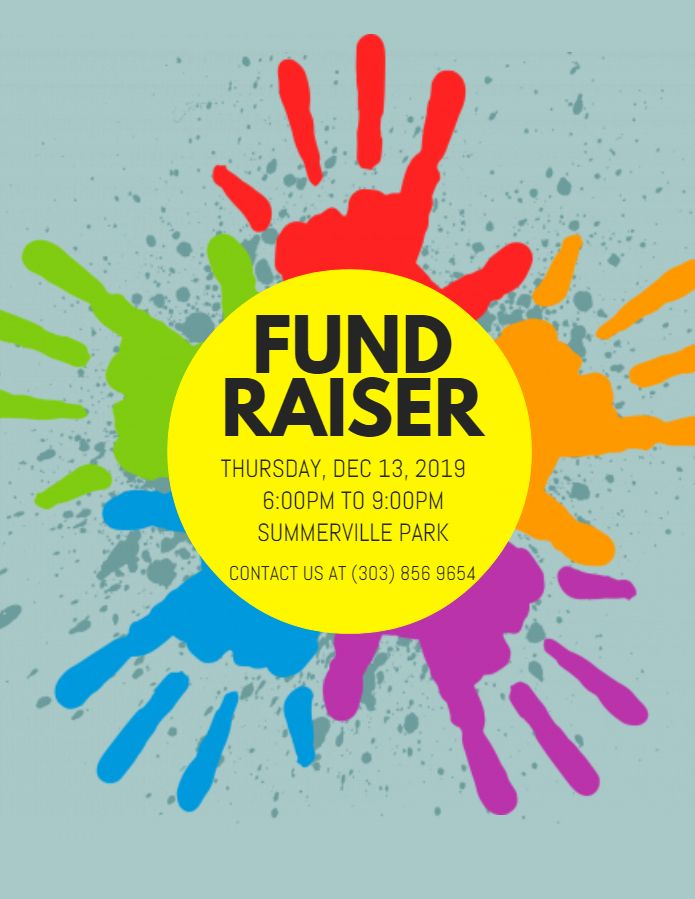 FUND
RAISER
THURSDAY, DEC 13, 2019
6:00PM TO 9:00PM
SUMMERVILLE PARK
CONTACT US AT (303) 856 9654